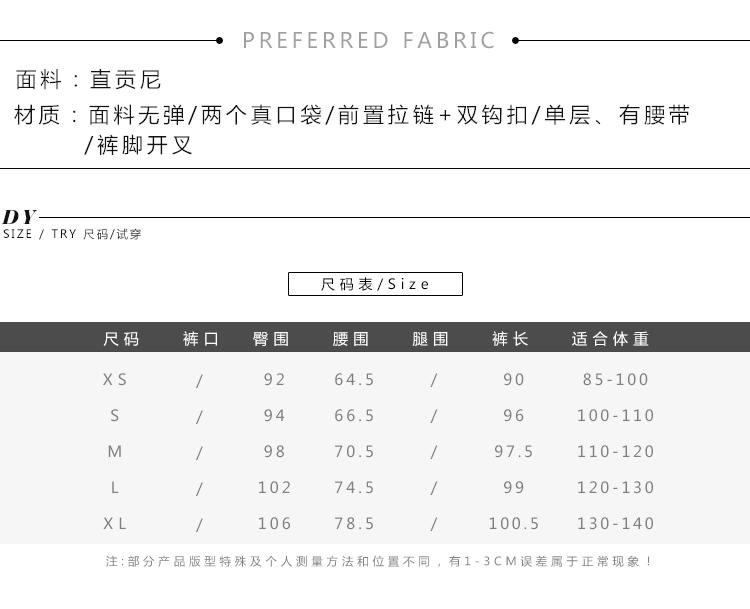 PREFERRED FABRIC
面料：直贡尼
材质：面料无弹/两个真口袋/前置拉链+双钩扣/单层、有腰带
/裤脚开叉
DY
SIZE / TRY 尺码/试穿
尺码表/Size
尺码 裤口 臀围 腰围 腿围 裤长 适合体重
XS / 92 64.5 / 90 85-100
S / 94 66.5 / 96 100-110
M / 98 70.5 / 97.5 110-120
L / 102 74.5 / 99 120-130
XL / 106 78.5 / 100.5 130-140
注:部分产品版型特殊及个人测量方法和位置不同，有1-3CM误差属于正常现象！